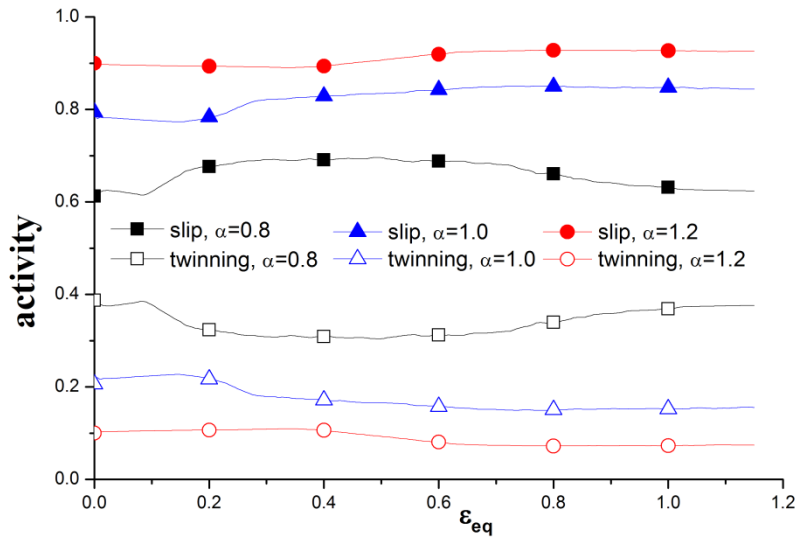 1.0
0.8
0.6
0.4
0.2
0.0
activity
slip, α=0.8
slip, α=1.0
slip, α=1.2
twinning, α=0.8
twinning, α=1.0
twinning, α=1.2
0.0 0.2 0.4 0.6 0.8 1.0 1.2
εeq